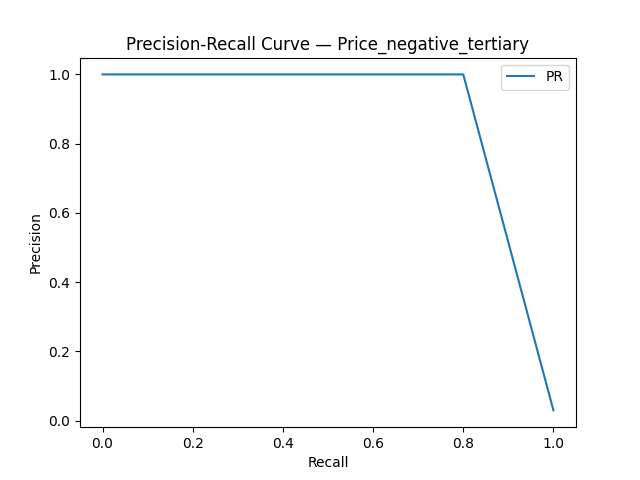 Precision-Recall Curve — Price_negative_tertiary
PR
1.0
0.8
0.6
0.4
0.2
0.0
Precision
0.0 0.2 0.4 0.6 0.8 1.0
Recall